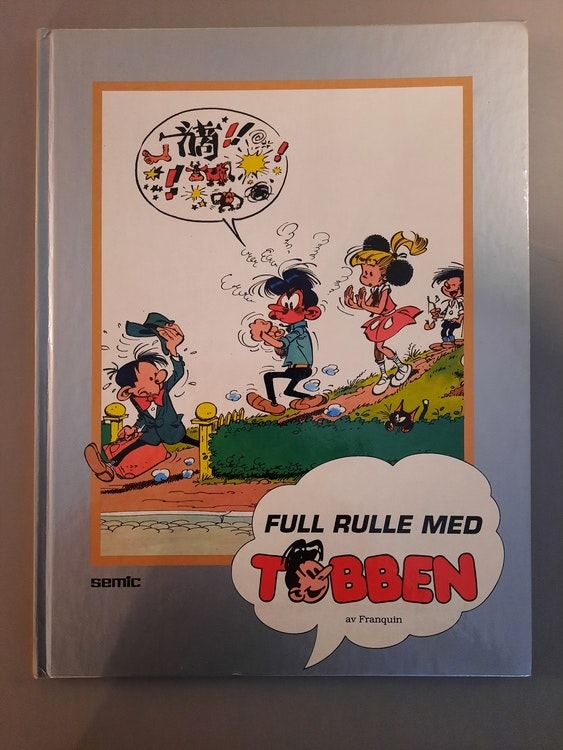 FULL RULLE MED
TOBBEN
av Franquin
semic